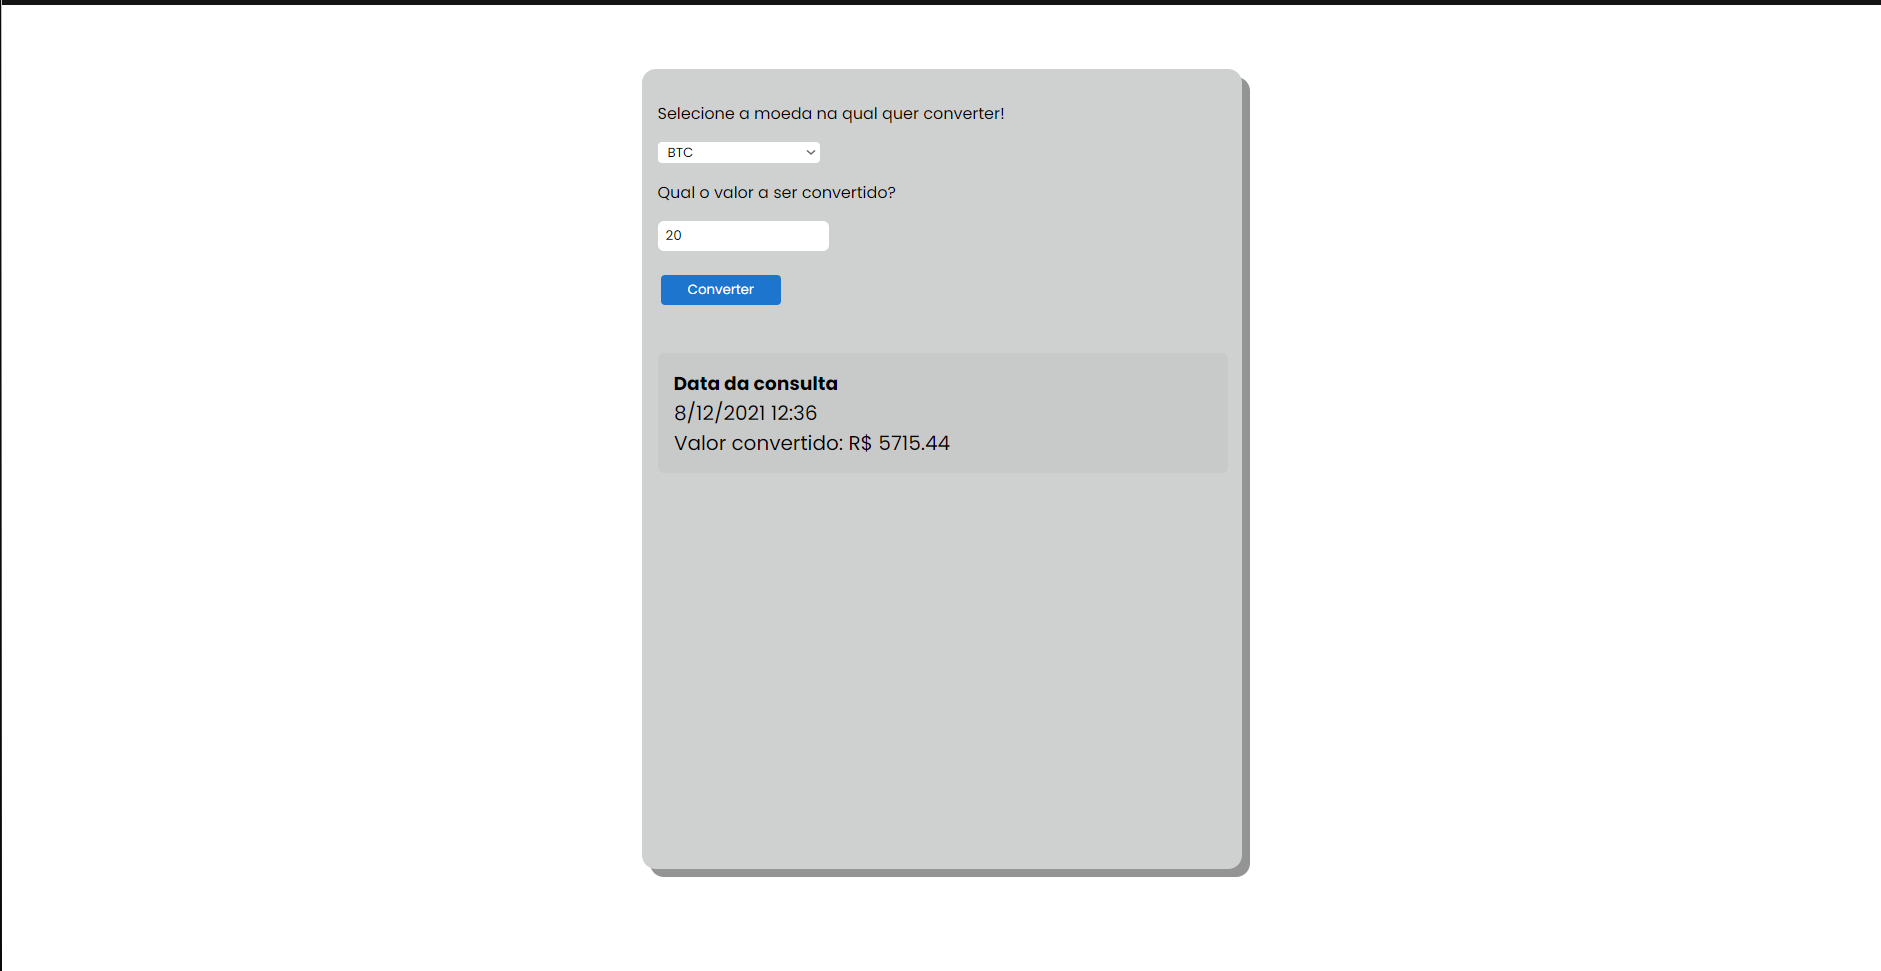 Selecione a moeda na qual quer converter!
BTC
Qual o valor a ser convertido?
20
Converter
Data da consulta
8/12/2021 12:36
Valor convertido: R$ 5715.44